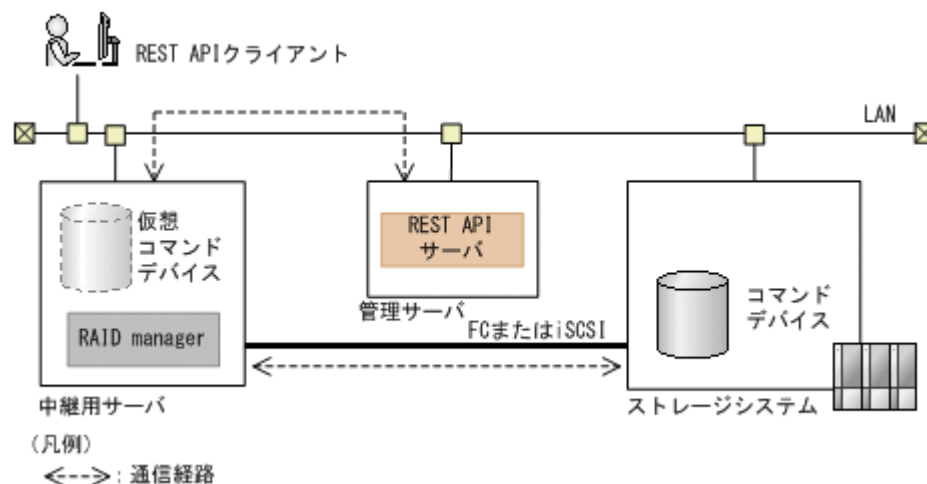 REST APIクライアント
LAN
仮想
コマンド
デバイス
RAID manager
中継用サーバ
REST API
サーバ
管理サーバ
FCまたはiSCSI
コマンド
デバイス
ストレージシステム
(凡例)
:通信経路